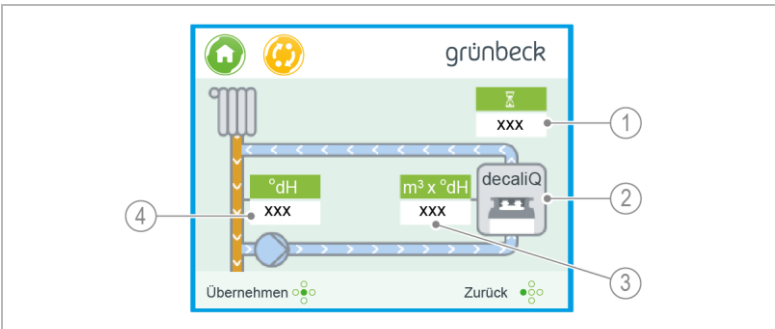 grünbeck
xxx
1
decaliQ
2
°dH
m³ x °dH
xxx
xxx
4
3
Übernehmen
Zurück